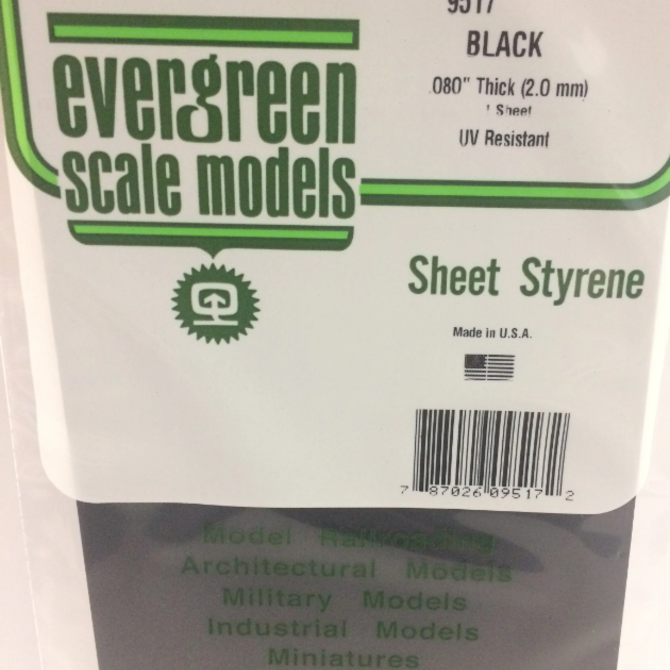 9517
BLACK
.080" Thick (2.0 mm)
1 Sheet
UV Resistant
evergreen
scale models
Sheet Styrene
Made in U.S.A.
7 87026 09517 2
Model Railroading
Architectural Models
Military Models
Industrial Models
Miniatures